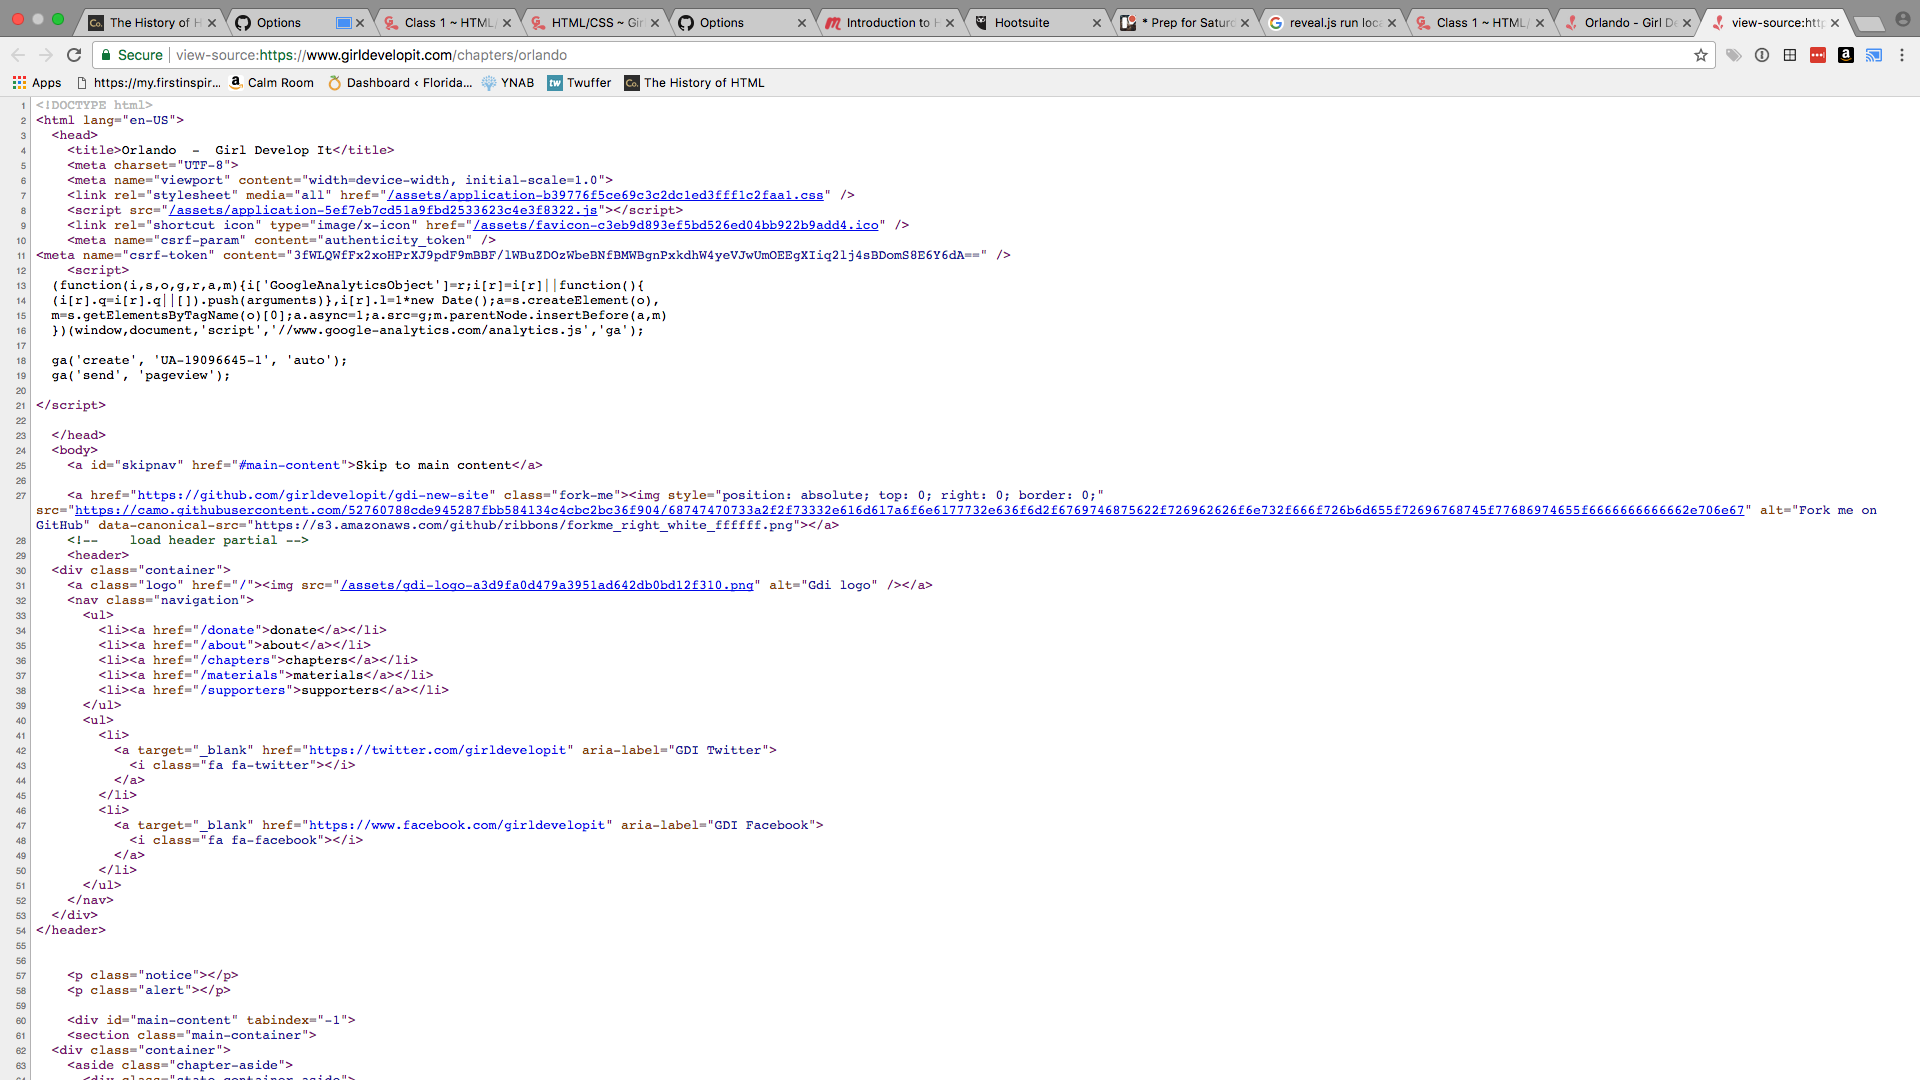 The History of H
Options
Class 1 ~ HTML/
HTML/CSS ~ Gir
Options
Introduction to H
Hootsuite
* Prep for Saturd
reveal.js run loca
Class 1 ~ HTML/
Orlando - Girl De
view-source:http
Secure view-source:https://www.girldevelopit.com/chapters/orlando
Apps https://my.firstinspir... Calm Room Dashboard ‹ Florida... YNAB tw Twuffer Co. The History of HTML
1 <!DOCTYPE html>
2 <html lang="en-US">
3 <head>
4 <title>Orlando - Girl Develop It</title>
5 <meta charset="UTF-8">
6 <meta name="viewport" content="width=device-width, initial-scale=1.0">
7 <link rel="stylesheet" media="all" href="/assets/application-b39776f5ce69c3c2dc1ed3fff1c2faa1.css" />
8 <script src="/assets/application-5ef7eb7cd51a9fbd2533623c4e3f8322.js"></script>
9 <link rel="shortcut icon" type="image/x-icon" href="/assets/favicon-c3eb9d893ef5bd526ed04bb922b9add4.ico" />
10 <meta name="csrf-param" content="authenticity_token" />
11 <meta name="csrf-token" content="3fWLQWfFx2xoHPrXJ9pdF9mBBF/lWBuZDOzWbeBNfBMWBgnPxkdhW4yeVJwUmOEEgXIiq2lj4sBDomS8E6Y6dA==" />
12 <script>
13 (function(i,s,o,g,r,a,m){i['GoogleAnalyticsObject']=r;i[r]=i[r]||function(){
14 (i[r].q=i[r].q||[]).push(arguments)},i[r].l=1*new Date();a=s.createElement(o),
15 m=s.getElementsByTagName(o)[0];a.async=1;a.src=g;m.parentNode.insertBefore(a,m)
16 })(window,document,'script','//www.google-analytics.com/analytics.js','ga');
17
18 ga('create', 'UA-19096645-1', 'auto');
19 ga('send', 'pageview');
20
21 </script>
22
23 </head>
24 <body>
25 <a id="skipnav" href="#main-content">Skip to main content</a>
26
27 <a href="https://github.com/girldevelopit/gdi-new-site" class="fork-me"><img style="position: absolute; top: 0; right: 0; border: 0;"
src="https://camo.githubusercontent.com/52760788cde945287fbb584134c4cbc2bc36f904/68747470733a2f2f73332e616d617a6f6e6177732e636f6d2f6769746875622f726962626f6e732f666f726b6d655f72696768745f77686974655f6666666666662e706e67" alt="Fork me on
GitHub" data-canonical-src="https://s3.amazonaws.com/github/ribbons/forkme_right_white_ffffff.png"></a>
28 <!-- load header partial -->
29 <header>
30 <div class="container">
31 <a class="logo" href="/"><img src="/assets/gdi-logo-a3d9fa0d479a3951ad642db0bd12f310.png" alt="Gdi logo" /></a>
32 <nav class="navigation">
33 <ul>
34 <li><a href="/donate">donate</a></li>
35 <li><a href="/about">about</a></li>
36 <li><a href="/chapters">chapters</a></li>
37 <li><a href="/materials">materials</a></li>
38 <li><a href="/supporters">supporters</a></li>
39 </ul>
40 <ul>
41 <li>
42 <a target="_blank" href="https://twitter.com/girldevelopit" aria-label="GDI Twitter">
43 <i class="fa fa-twitter"></i>
44 </a>
45 </li>
46 <li>
47 <a target="_blank" href="https://www.facebook.com/girldevelopit" aria-label="GDI Facebook">
48 <i class="fa fa-facebook"></i>
49 </a>
50 </li>
51 </ul>
52 </nav>
53 </div>
54 </header>
55
56
57 <p class="notice"></p>
58 <p class="alert"></p>
59
60 <div id="main-content" tabindex="-1">
61 <section class="main-container">
62 <div class="container">
63 <aside class="chapter-aside">
64 <div class="state-container-aside">